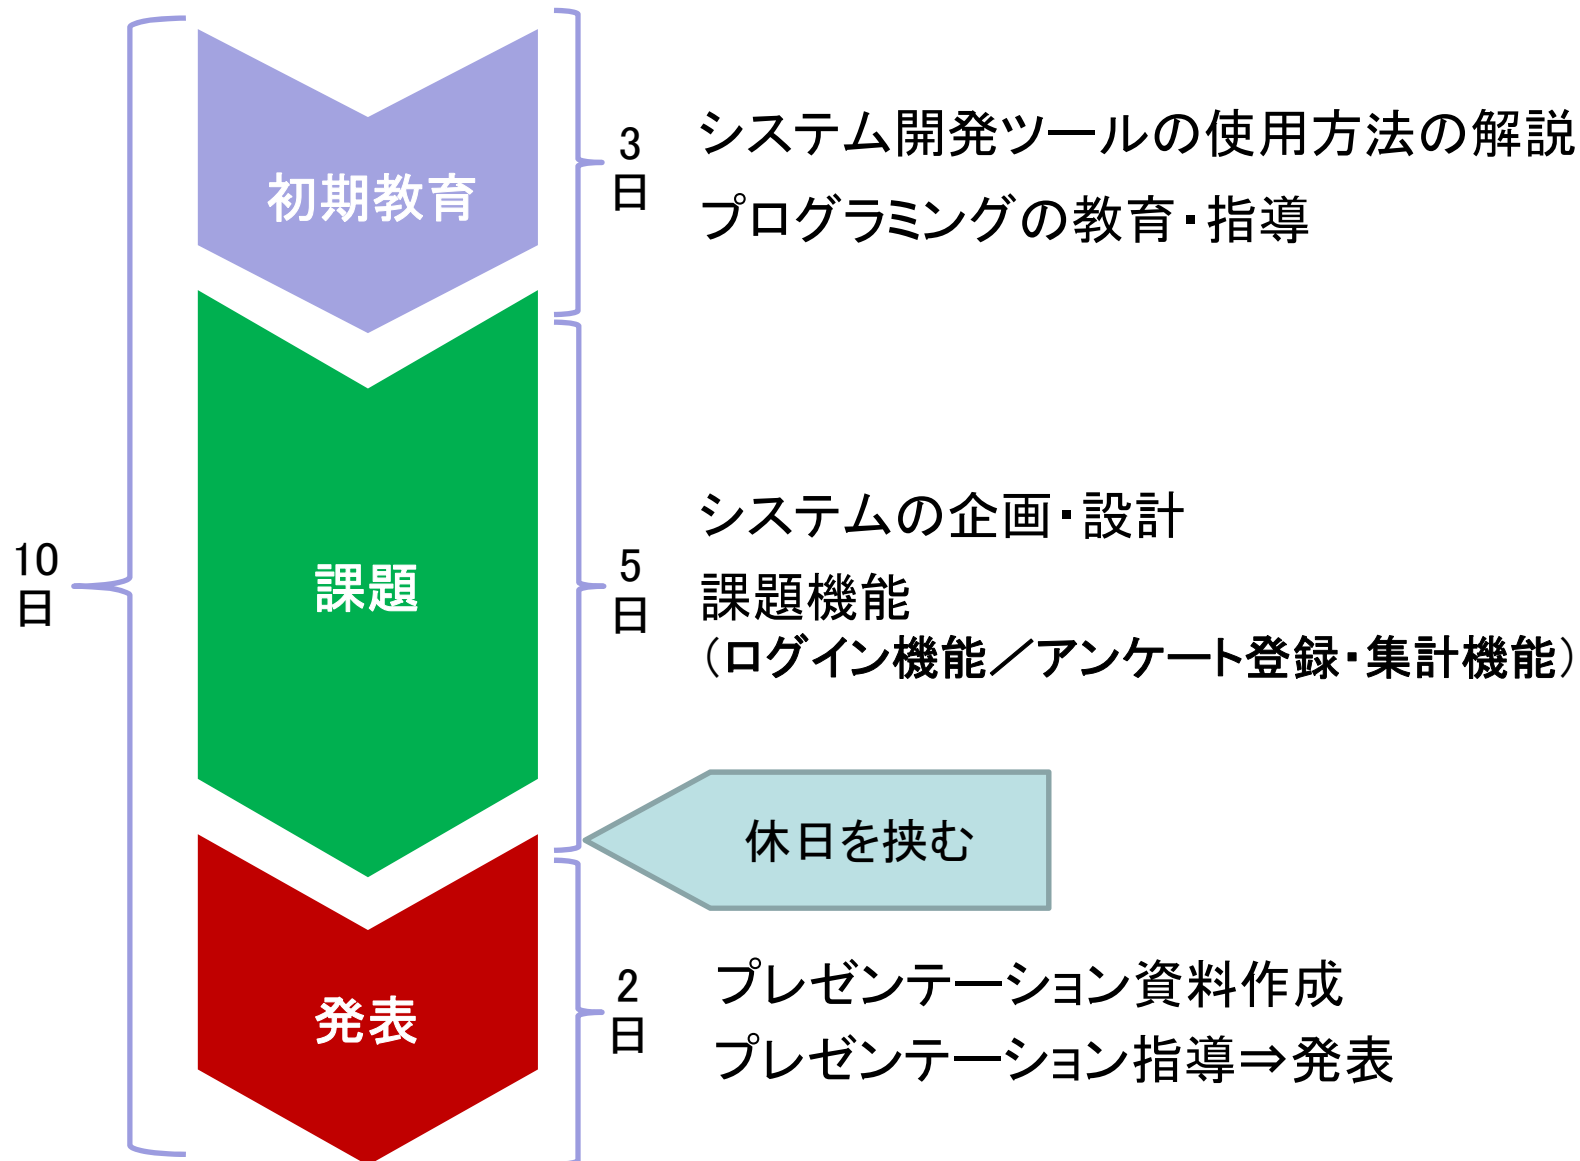 初期教育
3
日
システム開発ツールの使用方法の解説
プログラミングの教育・指導
10
日
課題
5
日
システムの企画・設計
課題機能
（ログイン機能／アンケート登録・集計機能）
休日を挟む
発表
2
日
プレゼンテーション資料作成
プレゼンテーション指導⇒発表